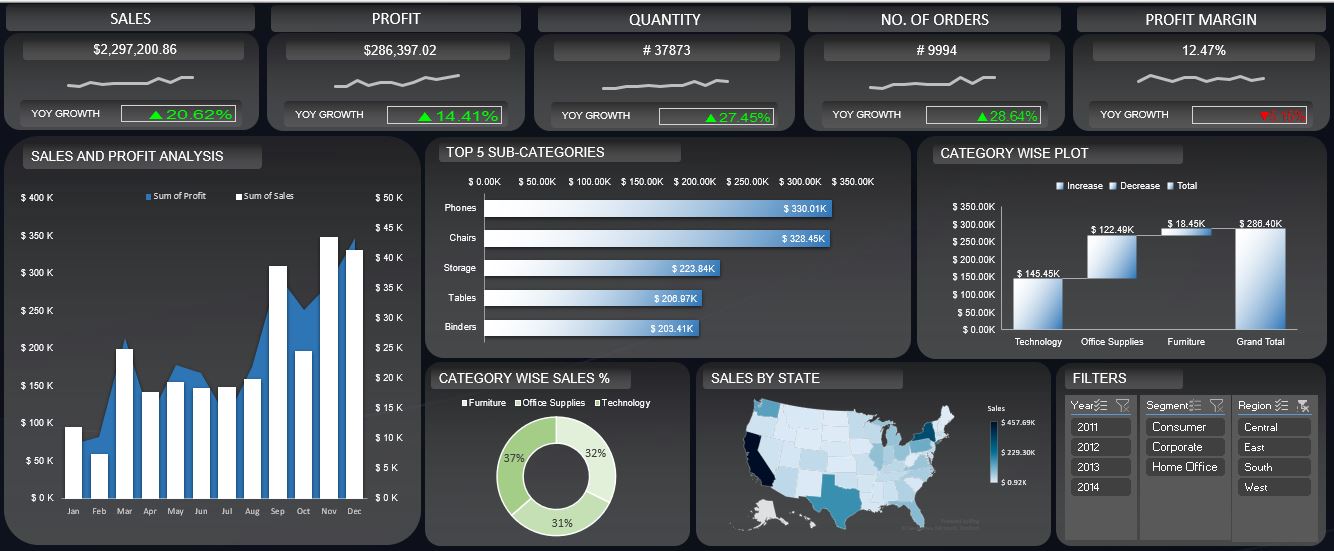 SALES
$2,297,200.86
YOY GROWTH ▲20.62%
PROFIT
$286,397.02
YOY GROWTH ▲14.41%
QUANTITY
# 37873
YOY GROWTH ▲27.45%
NO. OF ORDERS
# 9994
YOY GROWTH ▲28.64%
PROFIT MARGIN
12.47%
YOY GROWTH
SALES AND PROFIT ANALYSIS
Sum of Profit Sum of Sales
$ 400 K
$ 350 K
$ 300 K
$ 250 K
$ 200 K
$ 150 K
$ 100 K
$ 50 K
$ 0 K
$ 50 K
$ 45 K
$ 40 K
$ 35 K
$ 30 K
$ 25 K
$ 20 K
$ 15 K
$ 10 K
$ 5 K
$ 0 K
Jan Feb Mar Apr May Jun Jul Aug Sep Oct Nov Dec
TOP 5 SUB-CATEGORIES
$ 0.00K $ 50.00K $ 100.00K $ 150.00K $ 200.00K $ 250.00K $ 300.00K $ 350.00K
Phones $ 330.01K
Chairs $ 328.45K
Storage $ 223.84K
Tables $ 206.97K
Binders $ 203.41K
CATEGORY WISE PLOT
Increase Decrease Total
$ 350.00K
$ 300.00K
$ 250.00K
$ 200.00K
$ 150.00K
$ 100.00K
$ 50.00K
$ 0.00K
$ 145.45K
$ 122.49K
$ 18.45K
$ 286.40K
Technology Office Supplies Furniture Grand Total
CATEGORY WISE SALES %
Furniture Office Supplies Technology
37%
32%
31%
SALES BY STATE
Sales
$ 457.69K
$ 229.30K
$ 0.92K
FILTERS
Year
2011
2012
2013
2014
Segment
Consumer
Corporate
Home Office
Region
Central
East
South
West